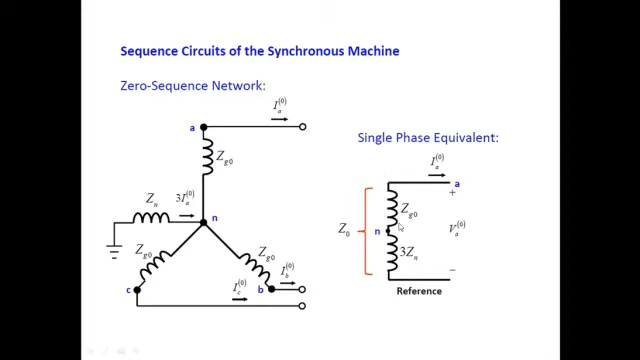 Sequence Circuits of the Synchronous Machine
Zero-Sequence Network:
I_a^(0)
a
Single Phase Equivalent:
Z_g0
I_a^(0)
a
Z_n
3I_a^(0)
+
n
Z_g0
Z_0
n
V_a^(0)
Z_g0
Z_g0
3Z_n
I_b^(0)
−
c
I_c^(0)
b
Reference